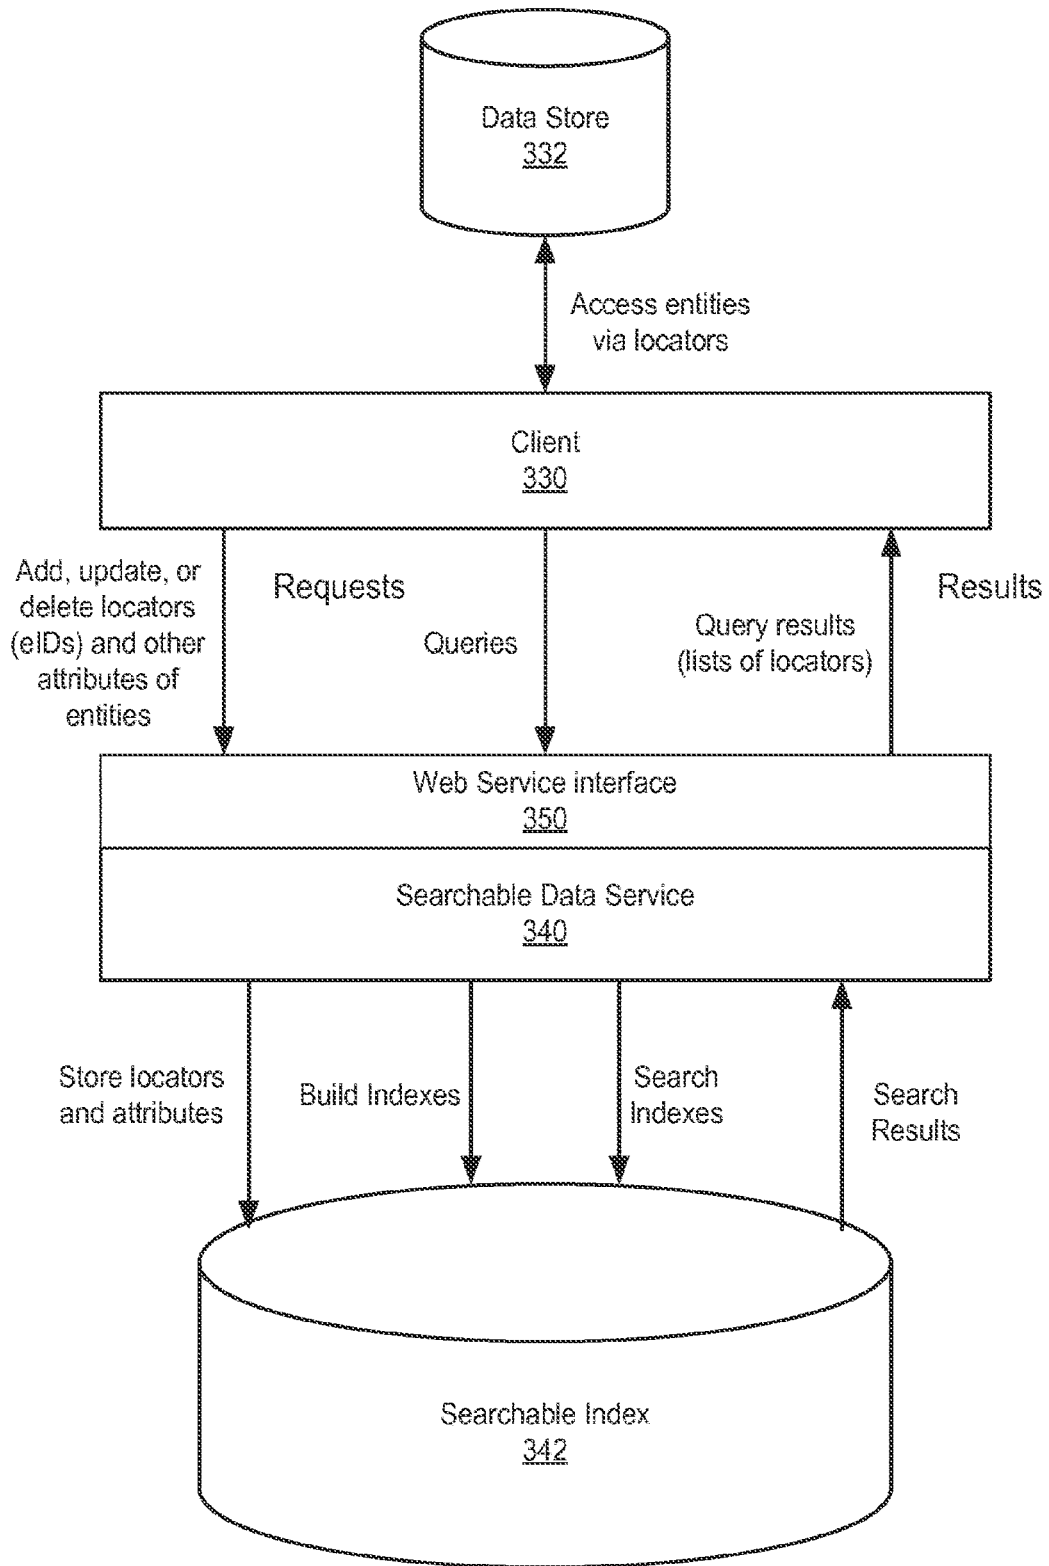 Data Store
332
Access entities
via locators
Client
330
Add, update, or
delete locators
(eIDs) and other
attributes of
entities
Requests
Queries
Query results
(lists of locators)
Results
Web Service interface
350
Searchable Data Service
340
Store locators
and attributes
Build Indexes
Search
Indexes
Search
Results
Searchable Index
342